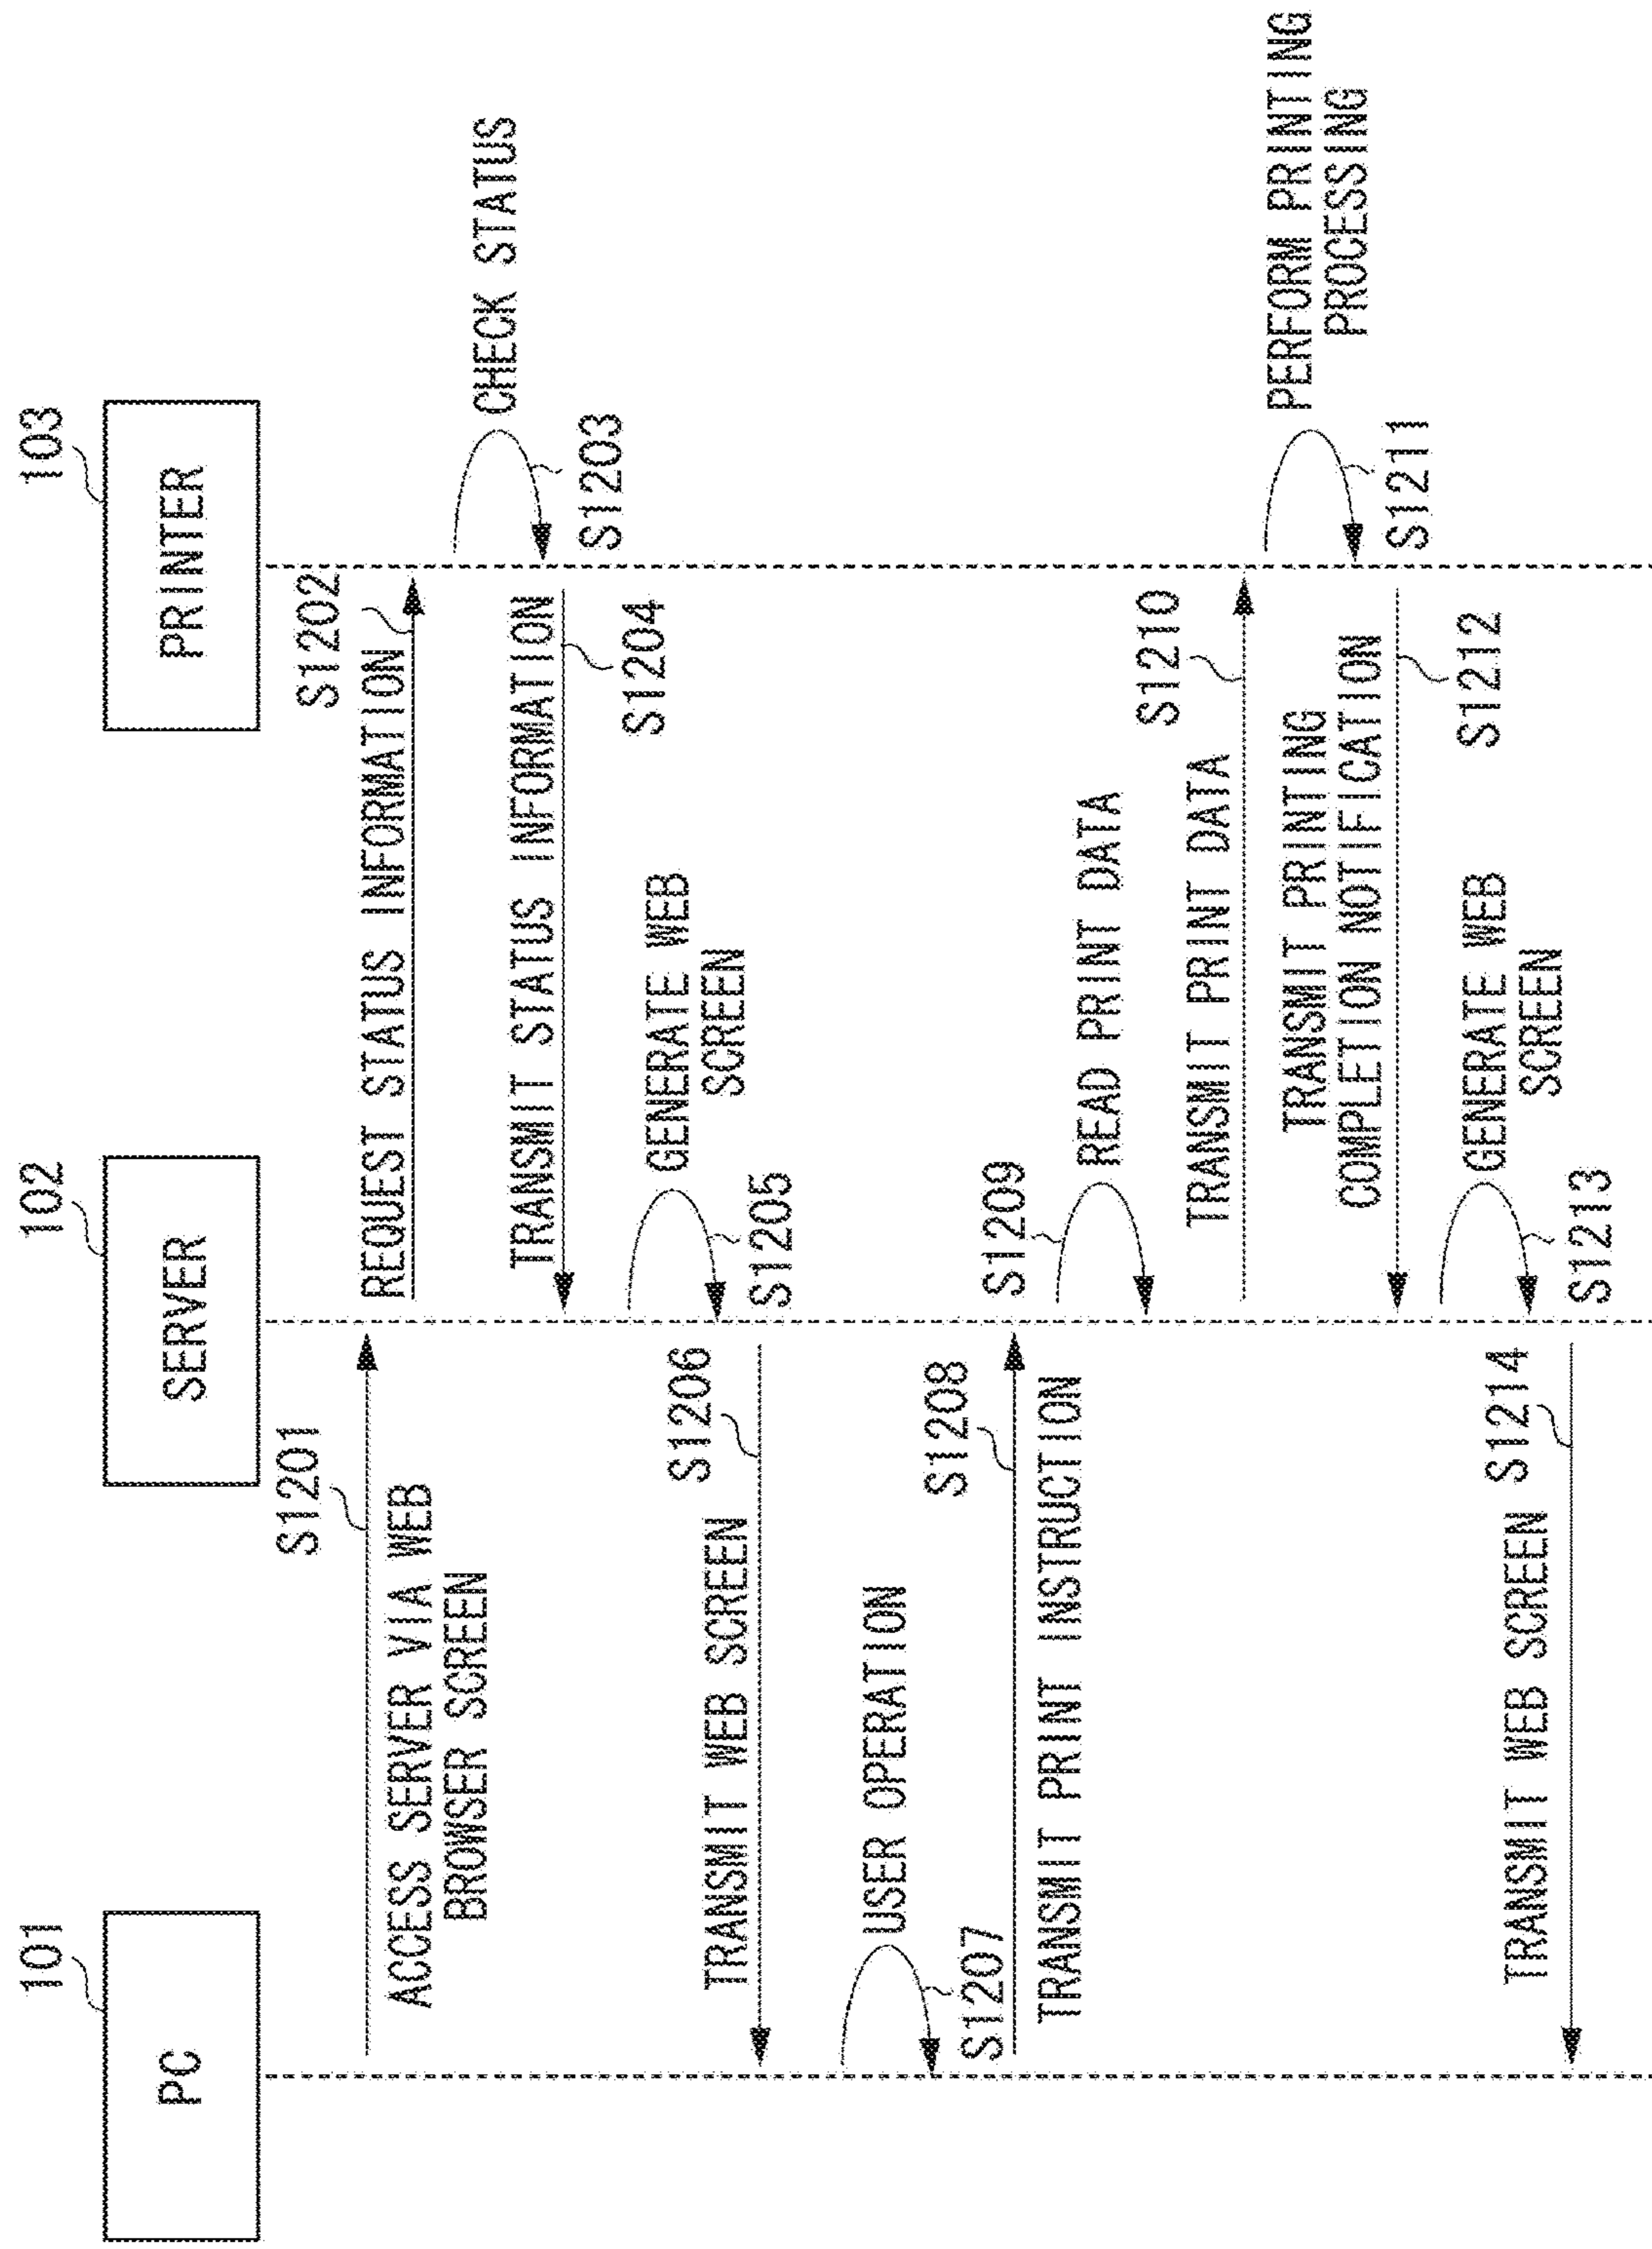 101
PC
102
SERVER
103
PRINTER
S1201
ACCESS SERVER VIA WEB
BROWSER SCREEN
S1202
REQUEST STATUS INFORMATION
CHECK STATUS
S1203
TRANSMIT STATUS INFORMATION
S1204
GENERATE WEB
SCREEN
S1205
S1206
TRANSMIT WEB SCREEN
USER OPERATION
S1207
S1208
TRANSMIT PRINT INSTRUCTION
S1209
READ PRINT DATA
S1210
TRANSMIT PRINT DATA
PERFORM PRINTING
PROCESSING
S1211
TRANSMIT PRINTING
COMPLETION NOTIFICATION
S1212
GENERATE WEB
SCREEN
S1213
S1214
TRANSMIT WEB SCREEN